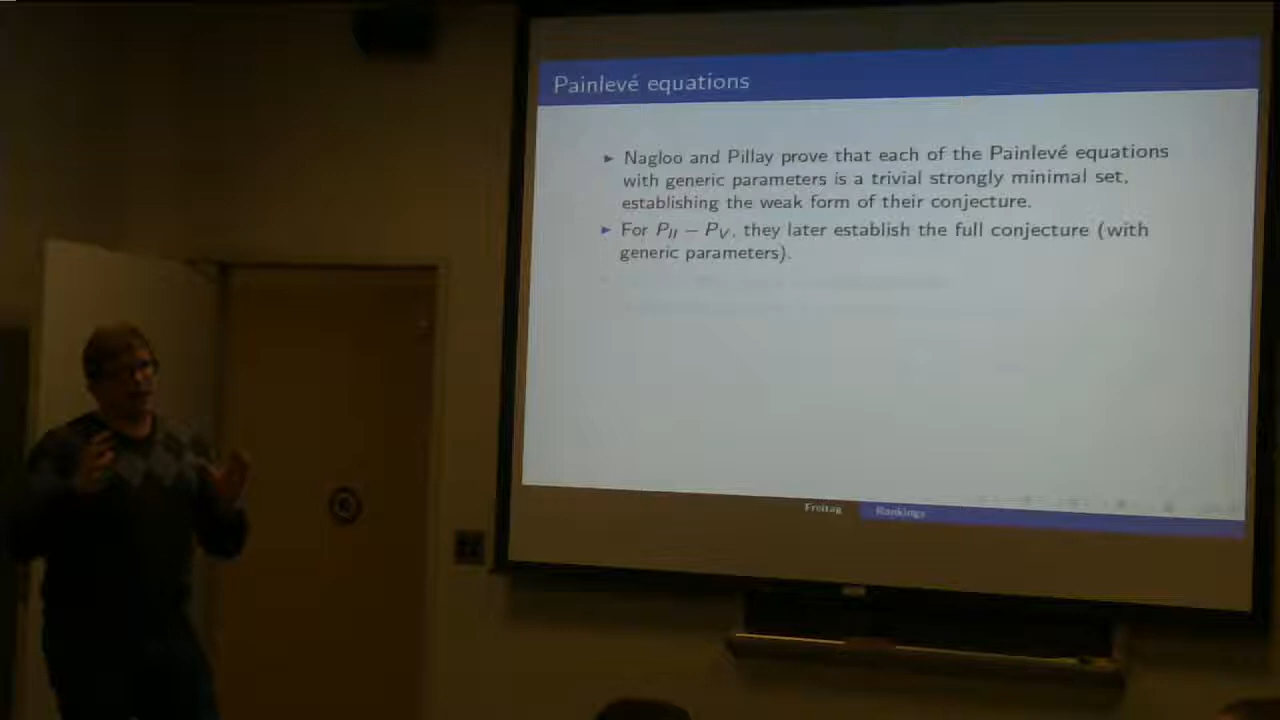 Painlevé equations
▶ Nagloo and Pillay prove that each of the Painlevé equations
with generic parameters is a trivial strongly minimal set,
establishing the weak form of their conjecture.
▶ For P_II − P_V, they later establish the full conjecture (with
generic parameters).
Freitag Rankings